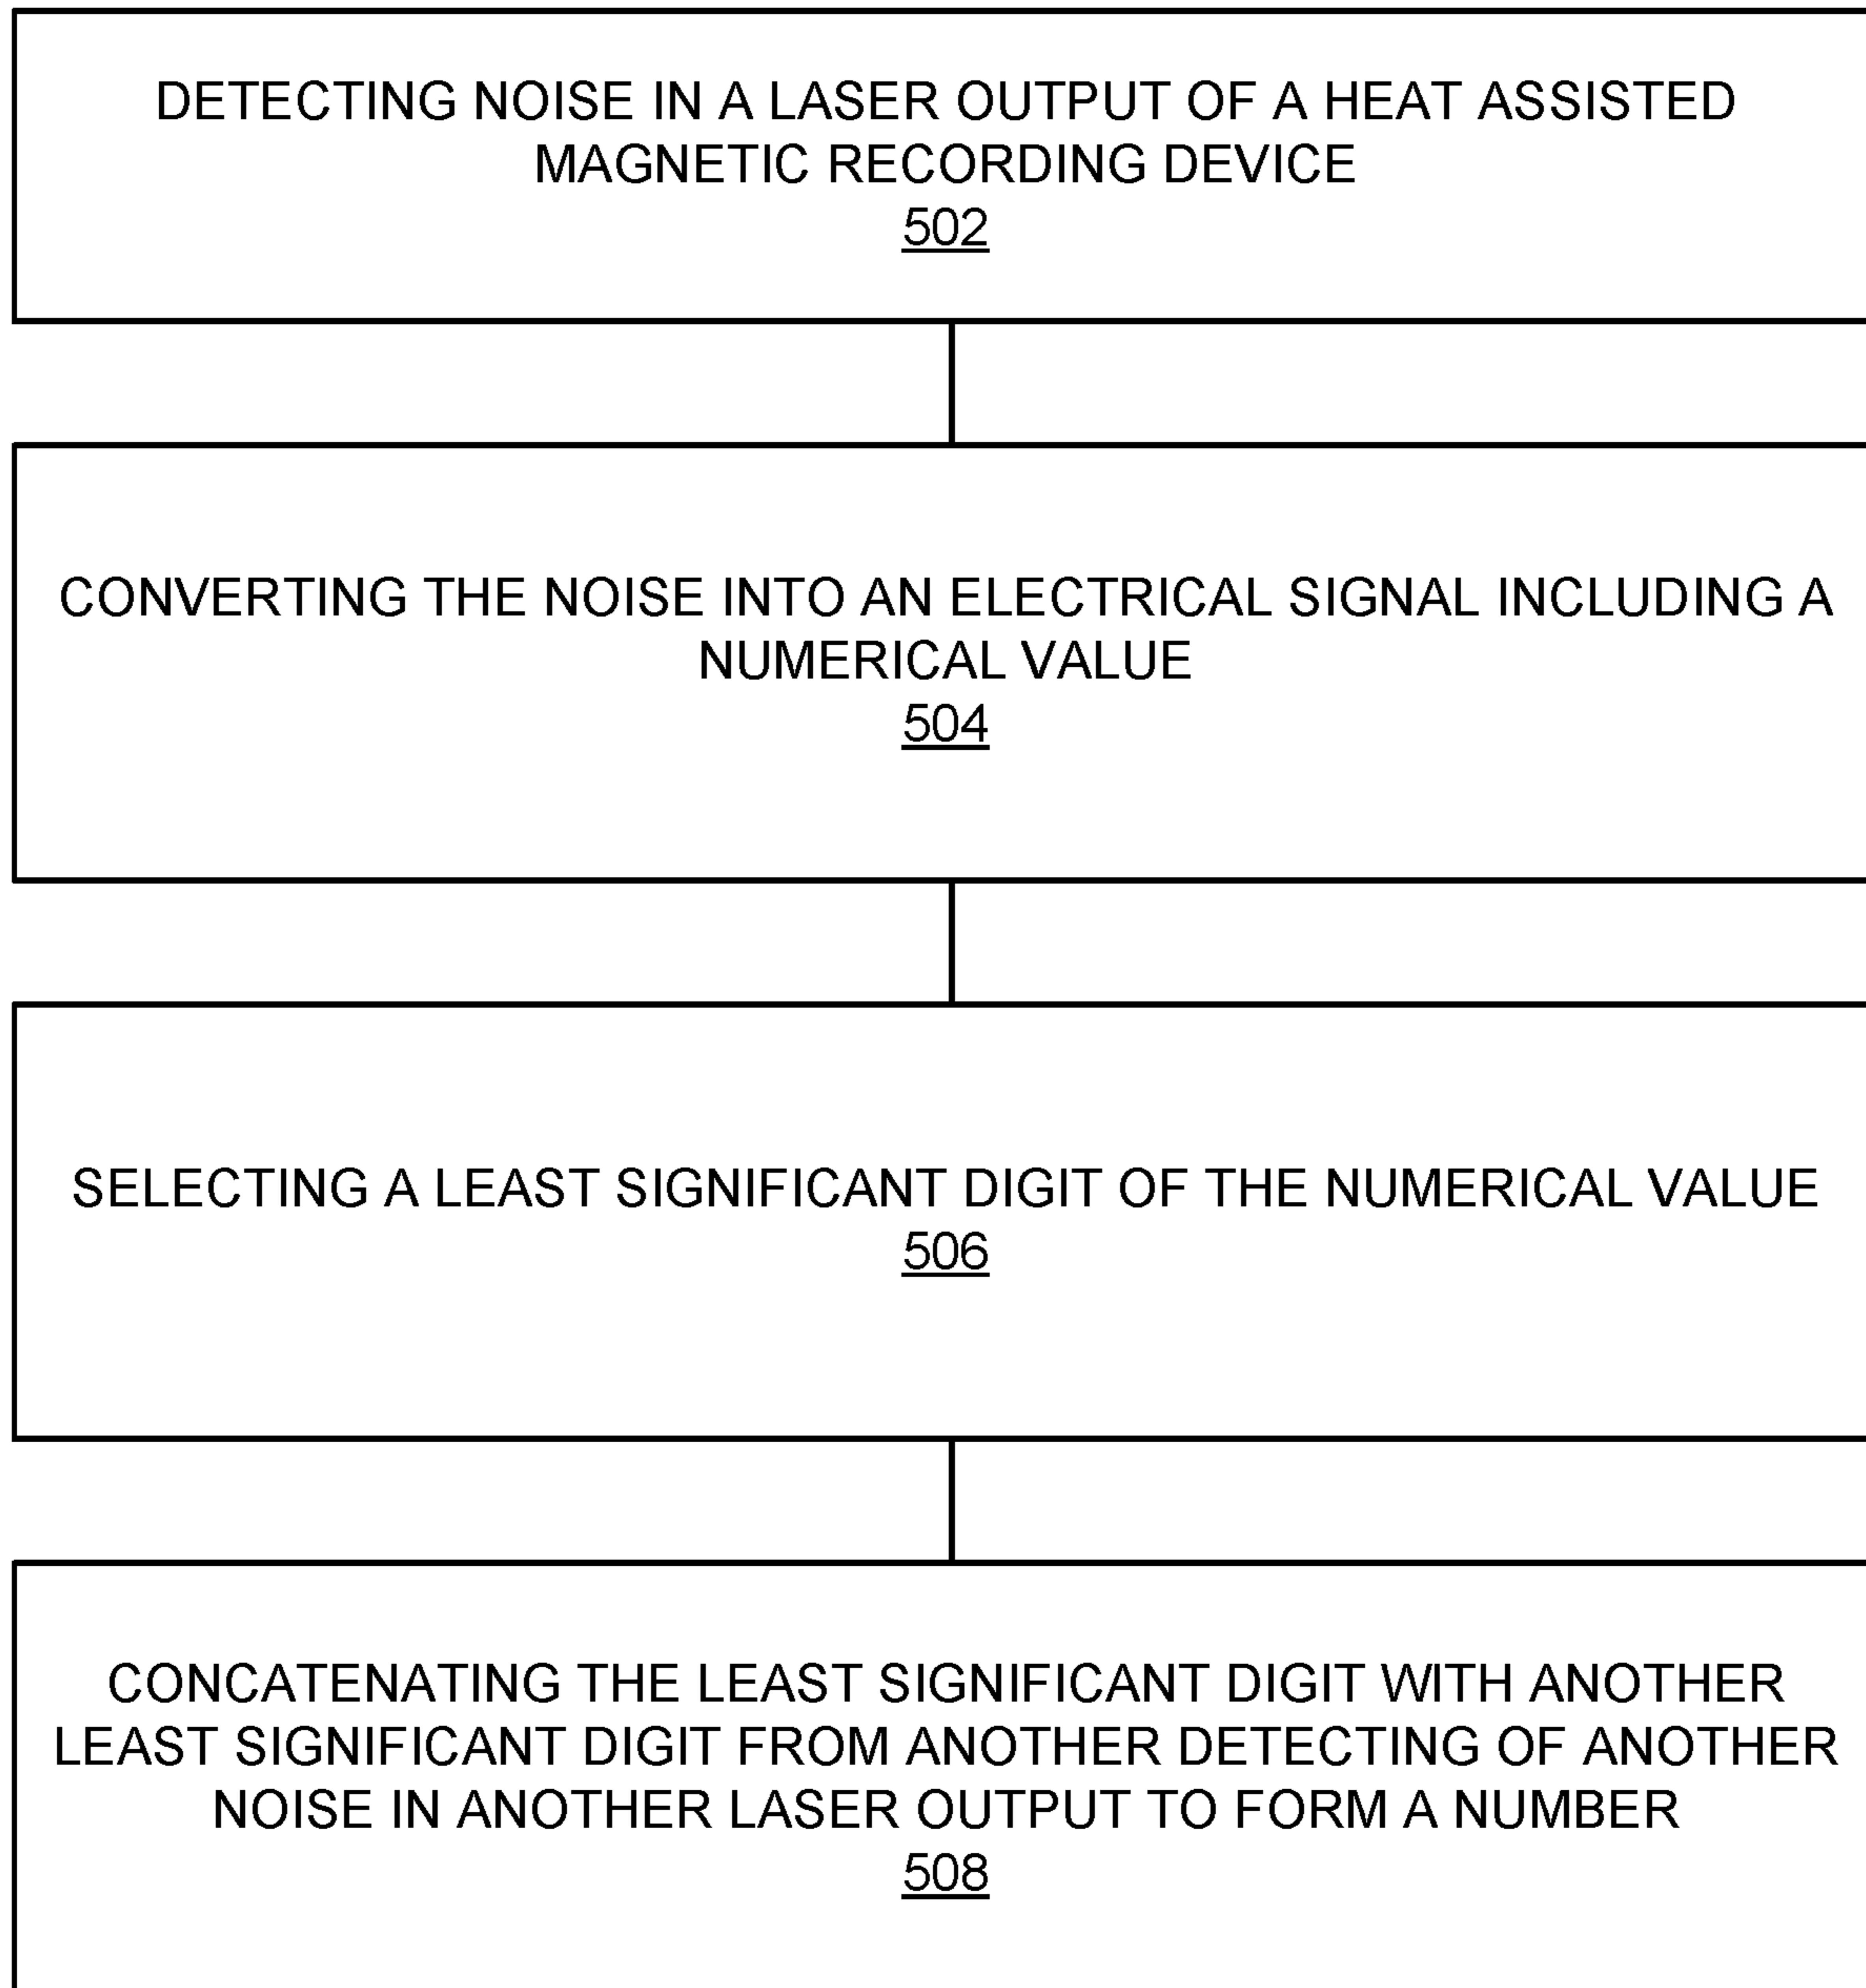 DETECTING NOISE IN A LASER OUTPUT OF A HEAT ASSISTED
MAGNETIC RECORDING DEVICE
502
CONVERTING THE NOISE INTO AN ELECTRICAL SIGNAL INCLUDING A
NUMERICAL VALUE
504
SELECTING A LEAST SIGNIFICANT DIGIT OF THE NUMERICAL VALUE
506
CONCATENATING THE LEAST SIGNIFICANT DIGIT WITH ANOTHER
LEAST SIGNIFICANT DIGIT FROM ANOTHER DETECTING OF ANOTHER
NOISE IN ANOTHER LASER OUTPUT TO FORM A NUMBER
508